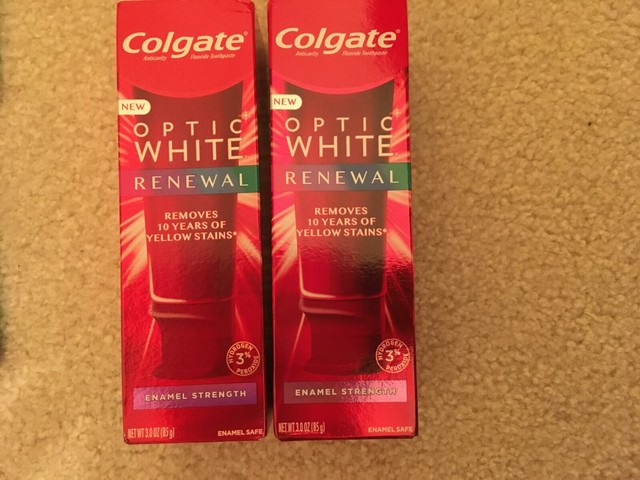 Colgate®
Anticavity Fluoride Toothpaste
NEW
OPTIC
WHITE
RENEWAL
REMOVES
10 YEARS OF
YELLOW STAINS*
HYDROGEN
3%
PEROXIDE
ENAMEL STRENGTH
NET WT 3.0 OZ (85 g) ENAMEL SAFE
Colgate®
Anticavity Fluoride Toothpaste
NEW
OPTIC
WHITE
RENEWAL
REMOVES
10 YEARS OF
YELLOW STAINS*
HYDROGEN
3%
PEROXIDE
ENAMEL STRENGTH
NET WT 3.0 OZ (85 g) ENAMEL SAFE